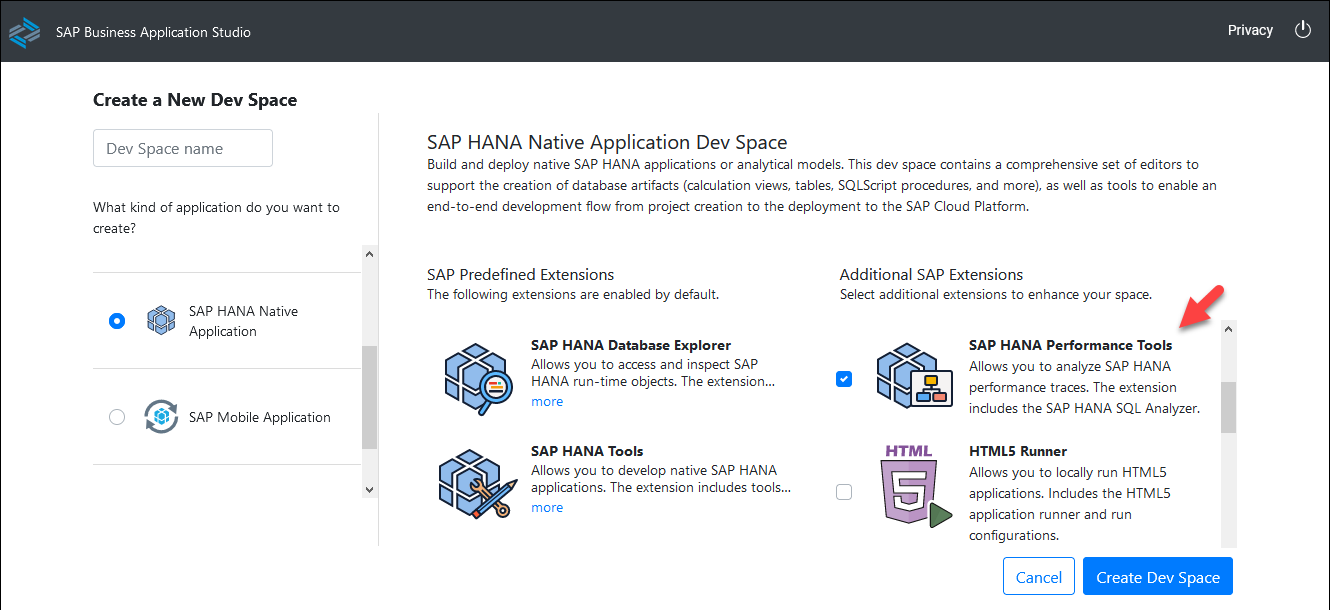 SAP Business Application Studio
Privacy
Create a New Dev Space
Dev Space name
What kind of application do you want to
create?
SAP HANA Native
Application
SAP Mobile Application
SAP HANA Native Application Dev Space
Build and deploy native SAP HANA applications or analytical models. This dev space contains a comprehensive set of editors to
support the creation of database artifacts (calculation views, tables, SQLScript procedures, and more), as well as tools to enable an
end-to-end development flow from project creation to the deployment to the SAP Cloud Platform.
SAP Predefined Extensions
The following extensions are enabled by default.
SAP HANA Database Explorer
Allows you to access and inspect SAP
HANA run-time objects. The extension...
more
SAP HANA Tools
Allows you to develop native SAP HANA
applications. The extension includes tools...
more
Additional SAP Extensions
Select additional extensions to enhance your space.
SAP HANA Performance Tools
Allows you to analyze SAP HANA
performance traces. The extension
includes the SAP HANA SQL Analyzer.
HTML
5
HTML5 Runner
Allows you to locally run HTML5
applications. Includes the HTML5
application runner and run
configurations.
Cancel
Create Dev Space